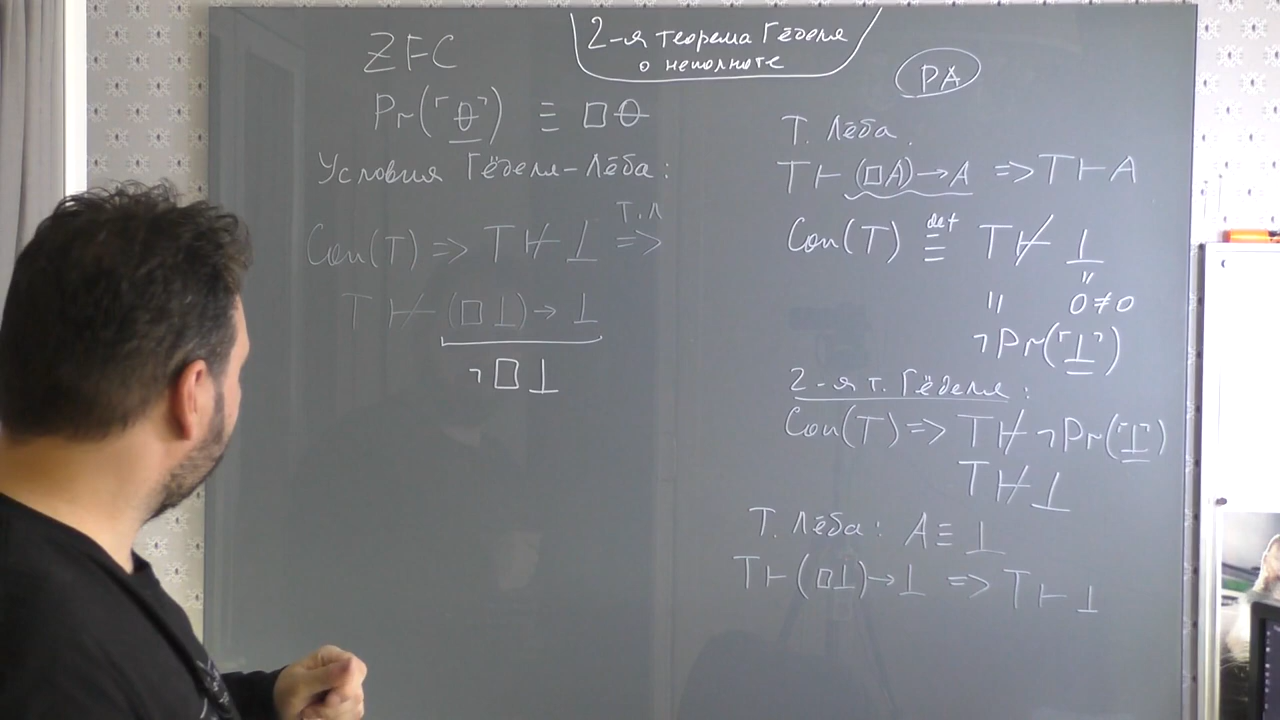 2-я теорема Гёделя
о неполноте
ZFC
Pr(⌜θ⌝) ≡ □θ
Условия Гёделя-Лёба:
Con(T) => T ⊬ ⊥ =>^{т.Л}
T ⊬ (□⊥) → ⊥
¬□⊥
PA
Т. Лёба.
T ⊢ (□A) → A => T ⊢ A
Con(T) ≡^{def} T ⊬ ⊥
" 0≠0
"
¬Pr(⌜⊥⌝)
2-я т. Гёделя:
Con(T) => T ⊬ ¬Pr(⌜⊥⌝)
T ⊬ ⊥
Т. Лёба: A ≡ ⊥
T ⊢ (□⊥) → ⊥ => T ⊢ ⊥